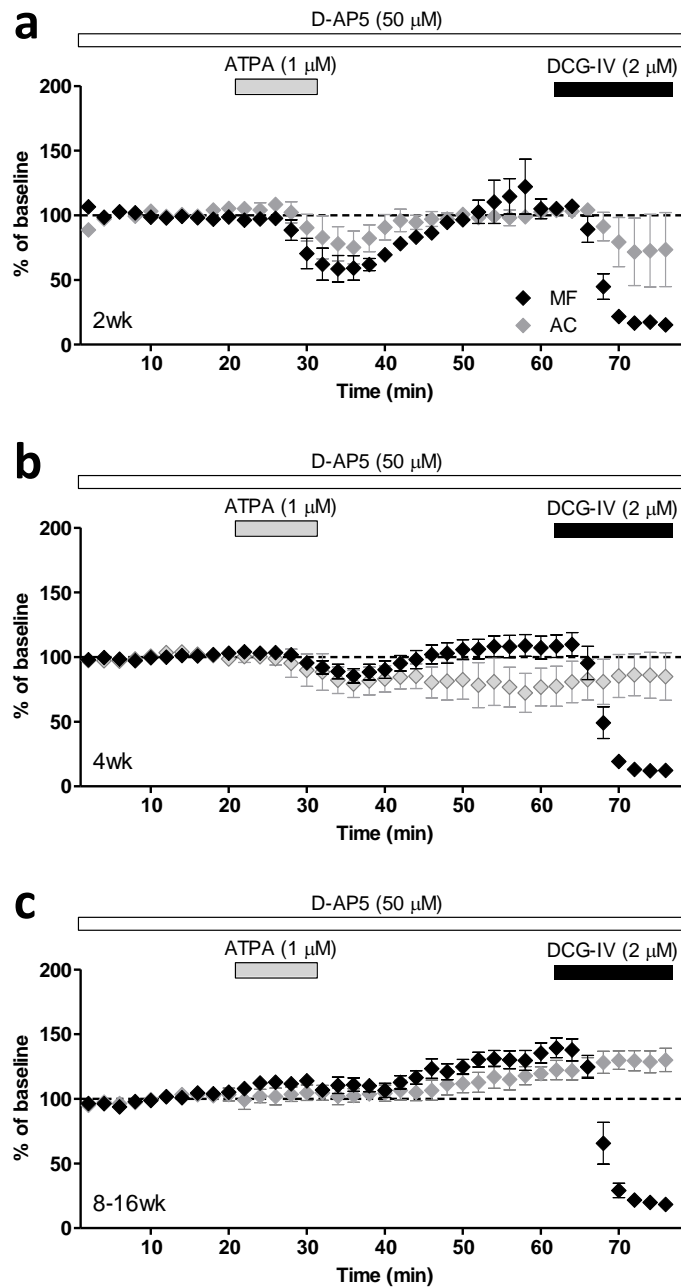 a
D-AP5 (50 μM)
ATPA (1 μM)
DCG-IV (2 μM)
200
150
100
50
0
% of baseline
MF
AC
2wk
10 20 30 40 50 60 70
Time (min)
b
D-AP5 (50 μM)
ATPA (1 μM)
DCG-IV (2 μM)
200
150
100
50
0
% of baseline
4wk
10 20 30 40 50 60 70
Time (min)
c
D-AP5 (50 μM)
ATPA (1 μM)
DCG-IV (2 μM)
200
150
100
50
0
% of baseline
8-16wk
10 20 30 40 50 60 70
Time (min)